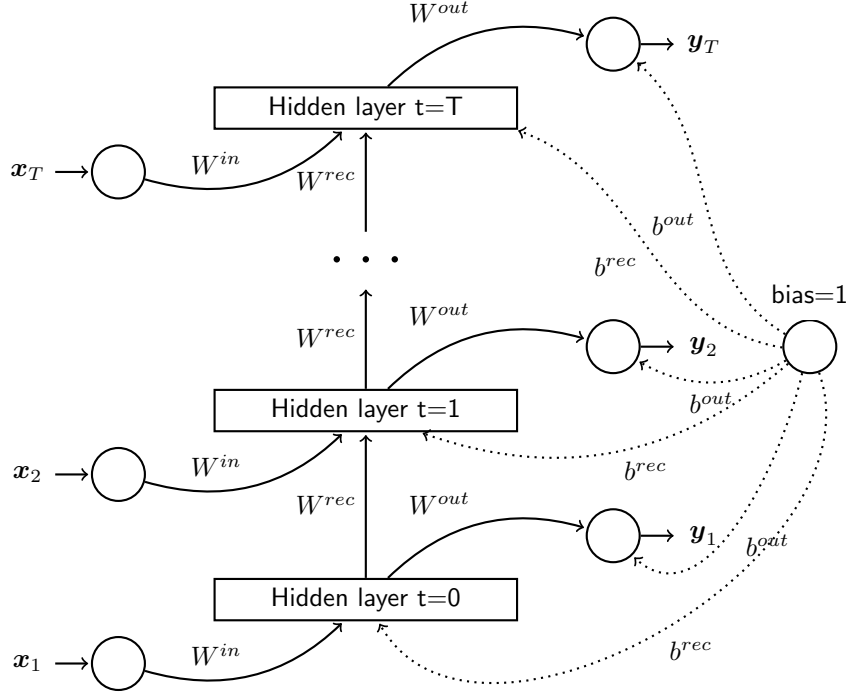 W^{out}
y_T
Hidden layer t=T
x_T
W^{in}
W^{rec}
b^{out}
b^{rec}
. . .
bias=1
W^{rec}
W^{out}
y_2
Hidden layer t=1
b^{out}
x_2
W^{in}
b^{rec}
W^{rec}
W^{out}
y_1
b^{out}
Hidden layer t=0
x_1
W^{in}
b^{rec}